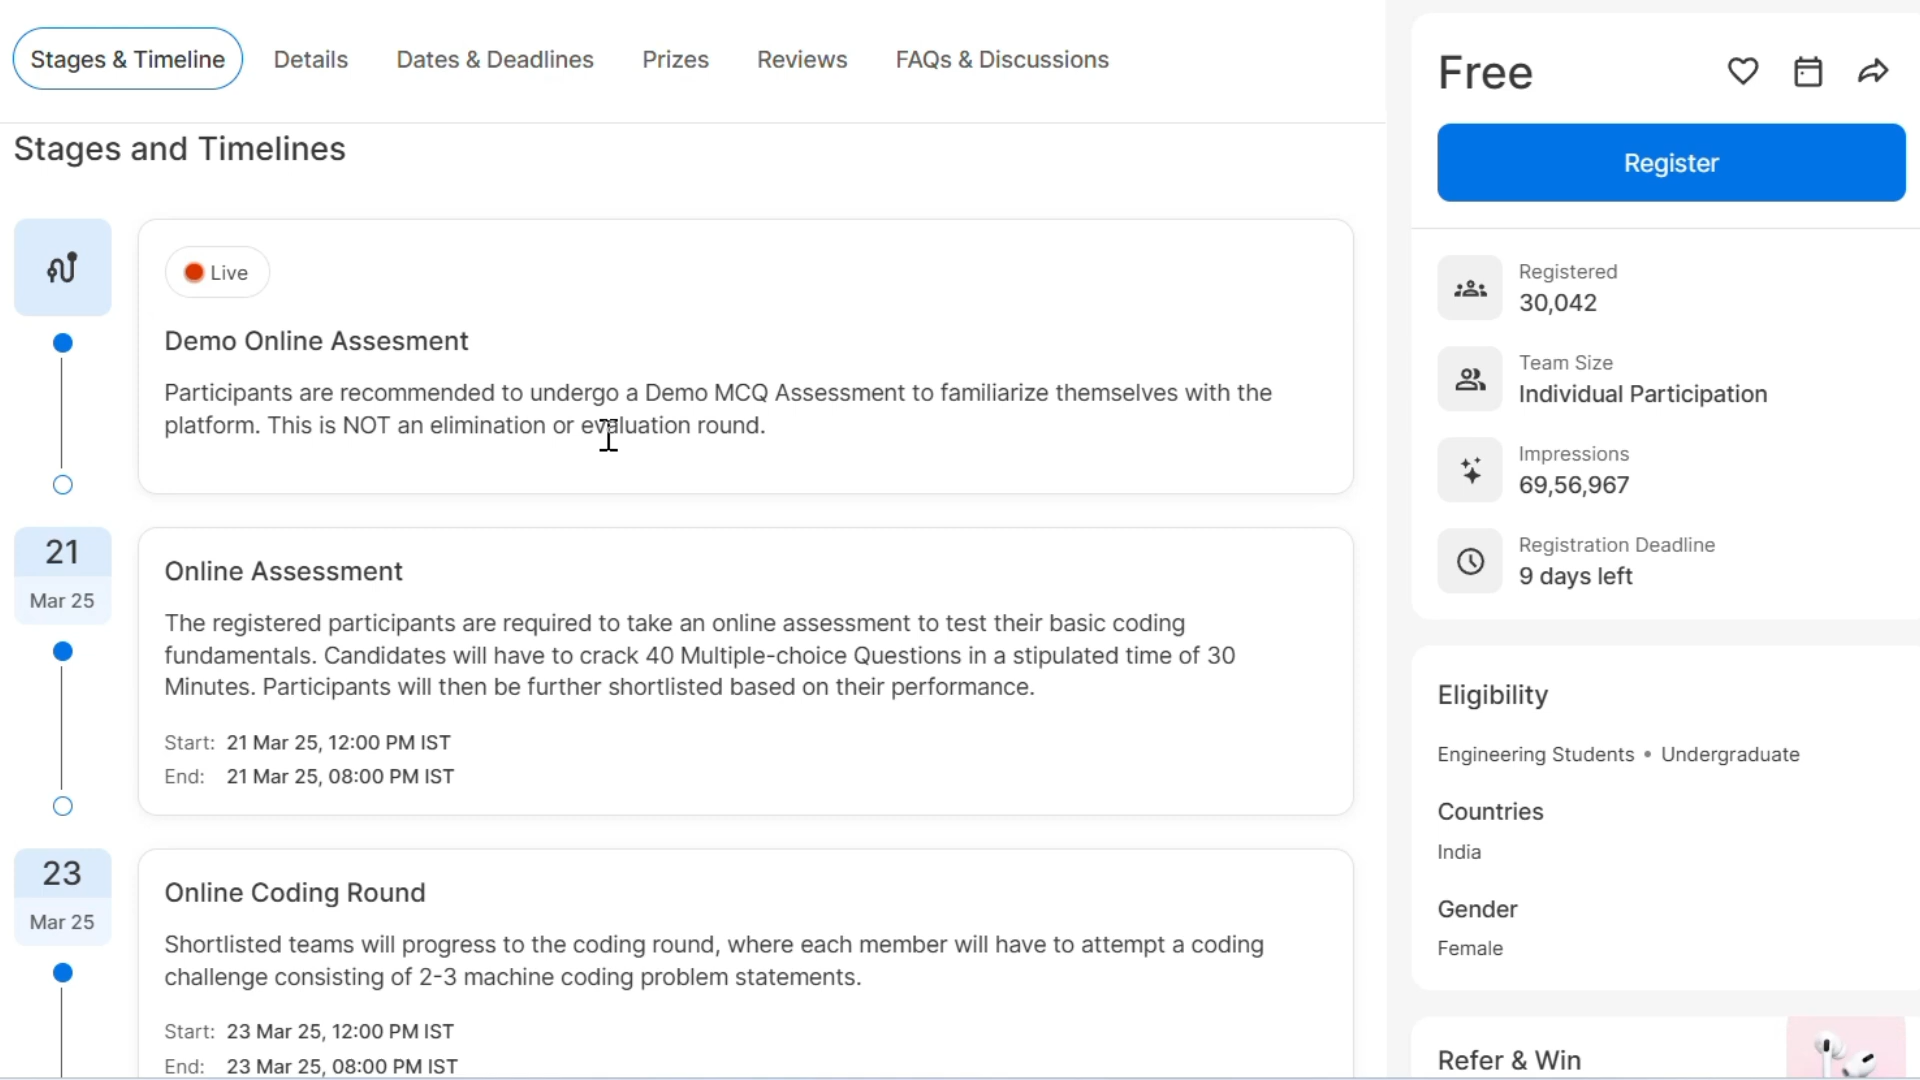 Stages & Timeline
Details
Dates & Deadlines
Prizes
Reviews
FAQs & Discussions
Stages and Timelines
Live
Demo Online Assesment
Participants are recommended to undergo a Demo MCQ Assessment to familiarize themselves with the
platform. This is NOT an elimination or evaluation round.
21
Mar 25
Online Assessment
The registered participants are required to take an online assessment to test their basic coding
fundamentals. Candidates will have to crack 40 Multiple-choice Questions in a stipulated time of 30
Minutes. Participants will then be further shortlisted based on their performance.
Start: 21 Mar 25, 12:00 PM IST
End: 21 Mar 25, 08:00 PM IST
23
Mar 25
Online Coding Round
Shortlisted teams will progress to the coding round, where each member will have to attempt a coding
challenge consisting of 2-3 machine coding problem statements.
Start: 23 Mar 25, 12:00 PM IST
End: 23 Mar 25, 08:00 PM IST
Free
Register
Registered
30,042
Team Size
Individual Participation
Impressions
69,56,967
Registration Deadline
9 days left
Eligibility
Engineering Students • Undergraduate
Countries
India
Gender
Female
Refer & Win